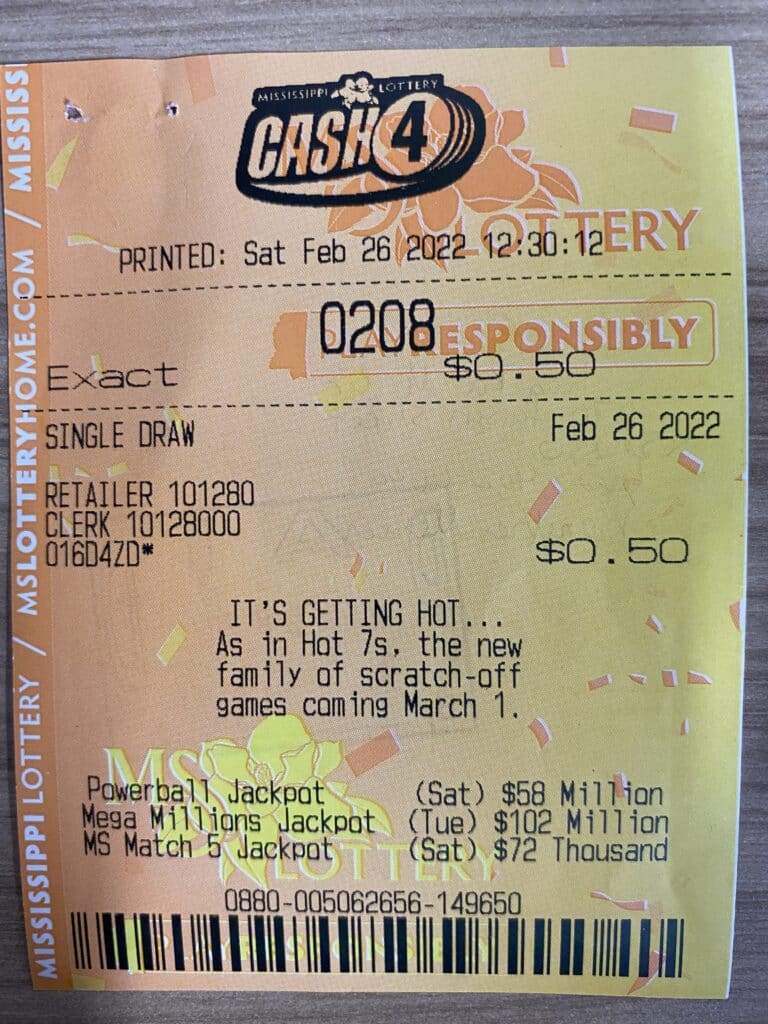 MISSISSIPPI LOTTERY
CASH 4
LOTTERY
PRINTED: Sat Feb 26 2022 12:30:12
0208
PLAY RESPONSIBLY
Exact $0.50
SINGLE DRAW Feb 26 2022
RETAILER 101280
CLERK 10128000
016D4ZD* $0.50
IT'S GETTING HOT...
As in Hot 7s, the new
family of scratch-off
games coming March 1.
MS
LOTTERY
Powerball Jackpot (Sat) $58 Million
Mega Millions Jackpot (Tue) $102 Million
MS Match 5 Jackpot (Sat) $72 Thousand
0880-005062656-149650
PLAY RESPONSIBLY
MISSISSIPPI LOTTERY / MSLOTTERYHOME.COM / MISSISS